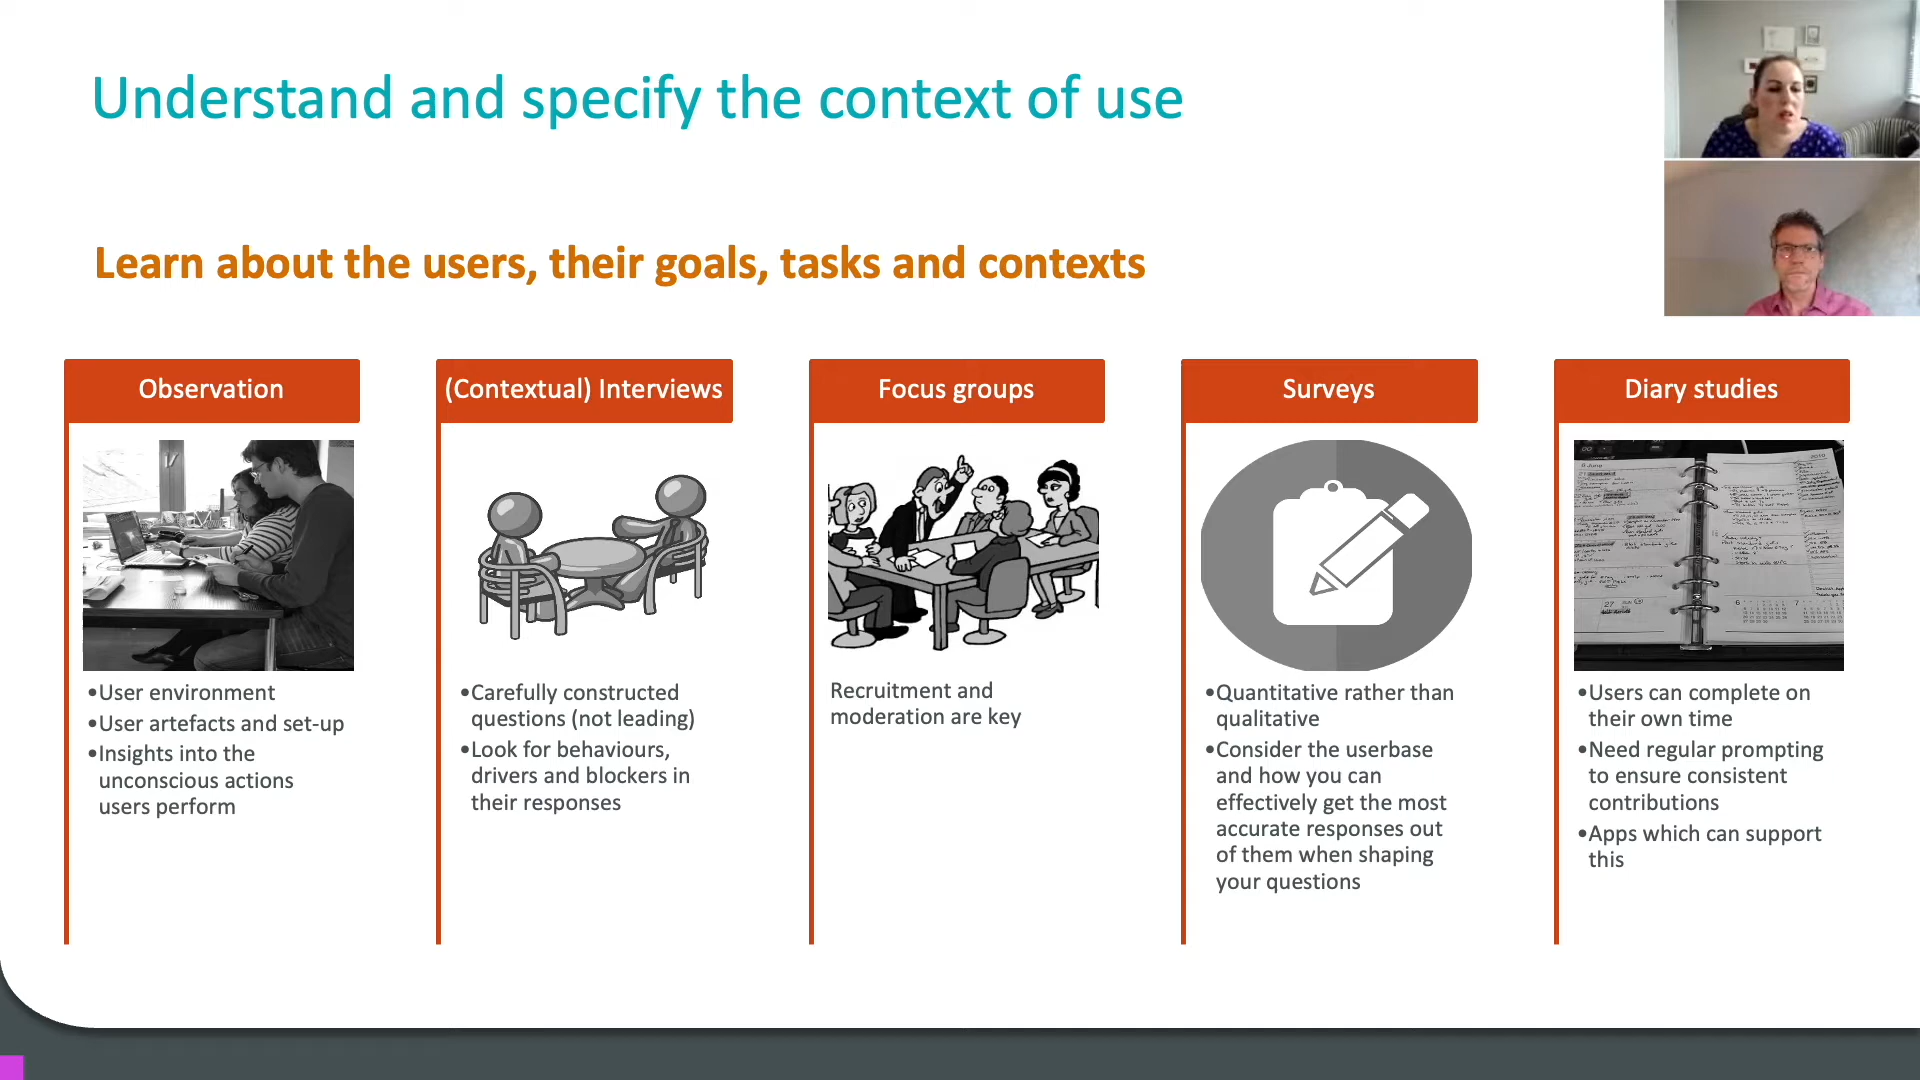 Understand and specify the context of use
Learn about the users, their goals, tasks and contexts
Observation
•User environment
•User artefacts and set-up
•Insights into the
unconscious actions
users perform
(Contextual) Interviews
•Carefully constructed
questions (not leading)
•Look for behaviours,
drivers and blockers in
their responses
Focus groups
Recruitment and
moderation are key
Surveys
•Quantitative rather than
qualitative
•Consider the userbase
and how you can
effectively get the most
accurate responses out
of them when shaping
your questions
Diary studies
•Users can complete on
their own time
•Need regular prompting
to ensure consistent
contributions
•Apps which can support
this